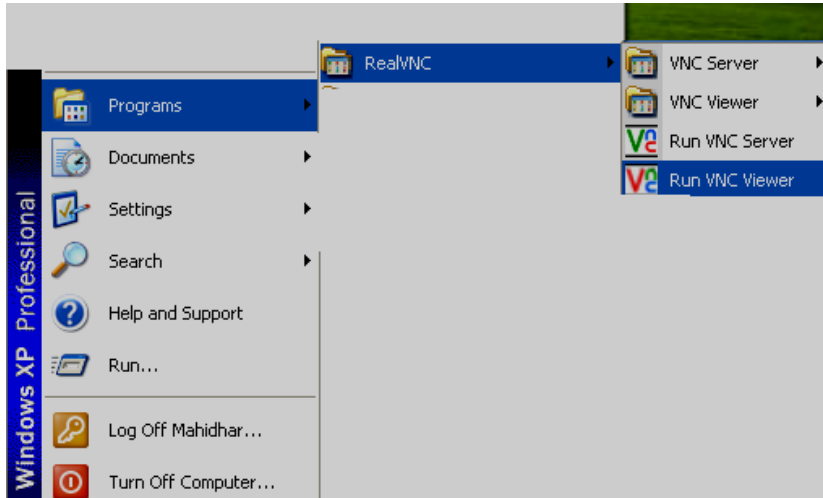 Windows XP Professional
Programs
Documents
Settings
Search
Help and Support
Run...
Log Off Mahidhar...
Turn Off Computer...
RealVNC
VNC Server
VNC Viewer
Run VNC Server
Run VNC Viewer